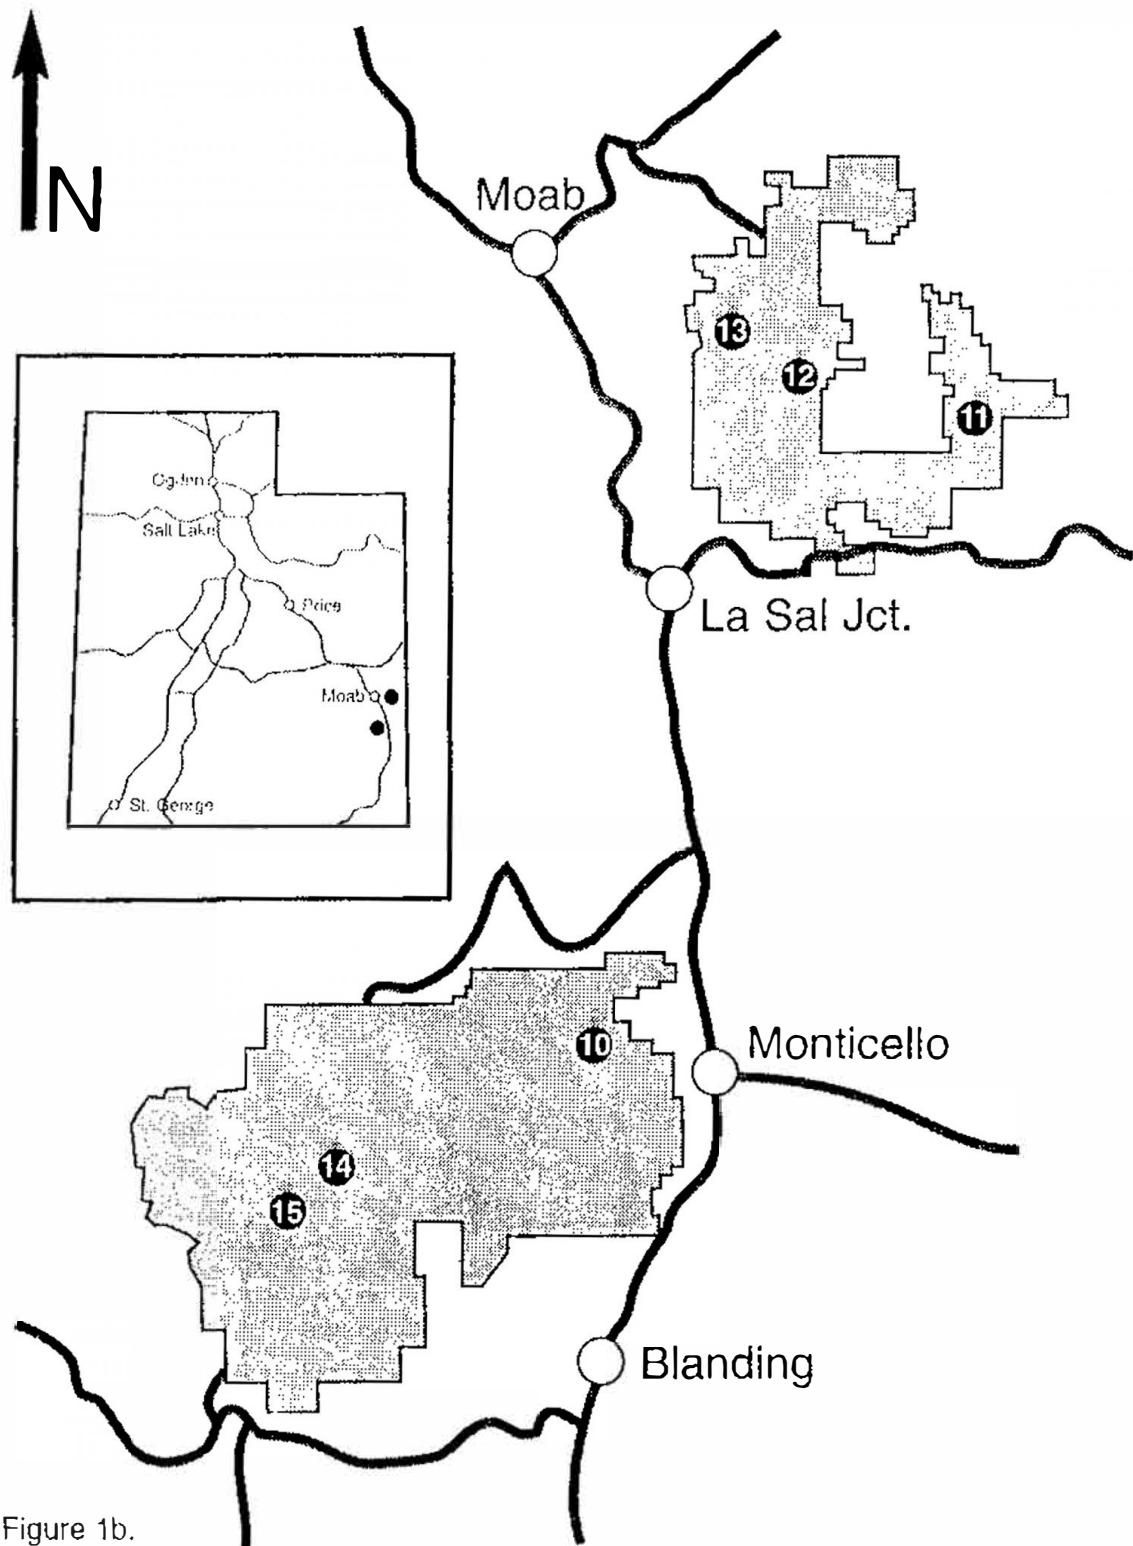 N
Moab
13
12
11
La Sal Jct.
Ogden
Salt Lake
Price
Moab
St. George
10
Monticello
14
15
Blanding
Figure 1b.